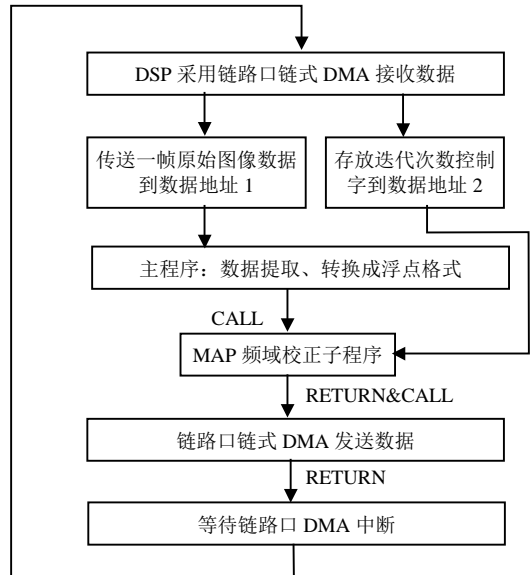 DSP 采用链路口链式 DMA 接收数据
传送一帧原始图像数据
到数据地址 1
存放迭代次数控制
字到数据地址 2
主程序：数据提取、转换成浮点格式
CALL
MAP 频域校正子程序
RETURN&CALL
链路口链式 DMA 发送数据
RETURN
等待链路口 DMA 中断